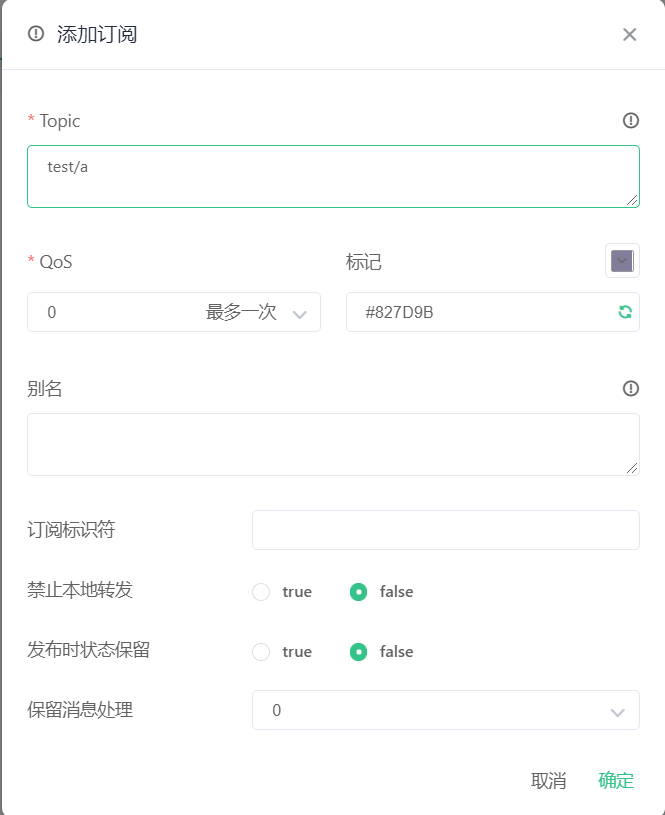 添加订阅
* Topic
test/a
* QoS 标记
0 最多一次 #827D9B
别名
订阅标识符
禁止本地转发 true false
发布时状态保留 true false
保留消息处理 0
取消 确定